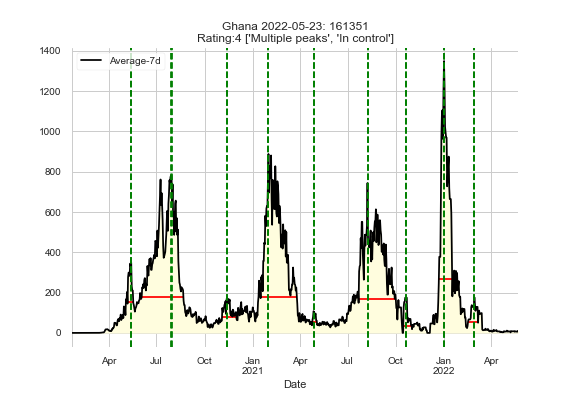 Ghana 2022-05-23: 161351
Rating:4 ['Multiple peaks', 'In control']
1400
1200
1000
800
600
400
200
0
Average-7d
Apr Jul Oct Jan Apr Jul Oct Jan Apr
2021 2022
Date